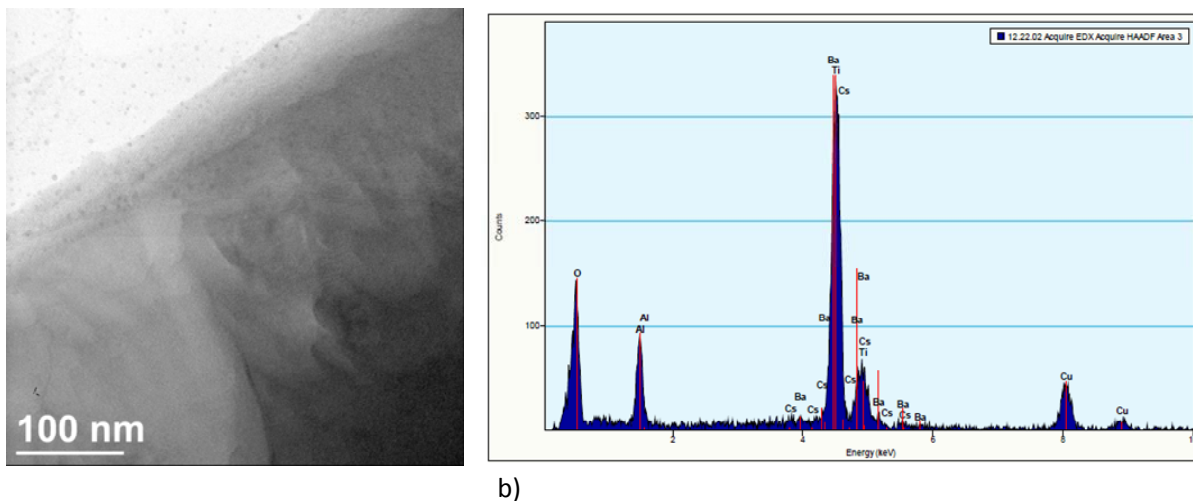 100 nm
12.22.02 Acquire EDX Acquire HAADF Area 3
Counts
300
200
100
Ba
Ti
Cs
O
Al
Al
Ba
Cs
Cs
Ba
Cs
Ba
Ba
Cs
Cs
Ti
Ba
Cs
Ba
Cs
Ba
Cu
Cu
2
4
6
8
1
Energy (keV)
b)